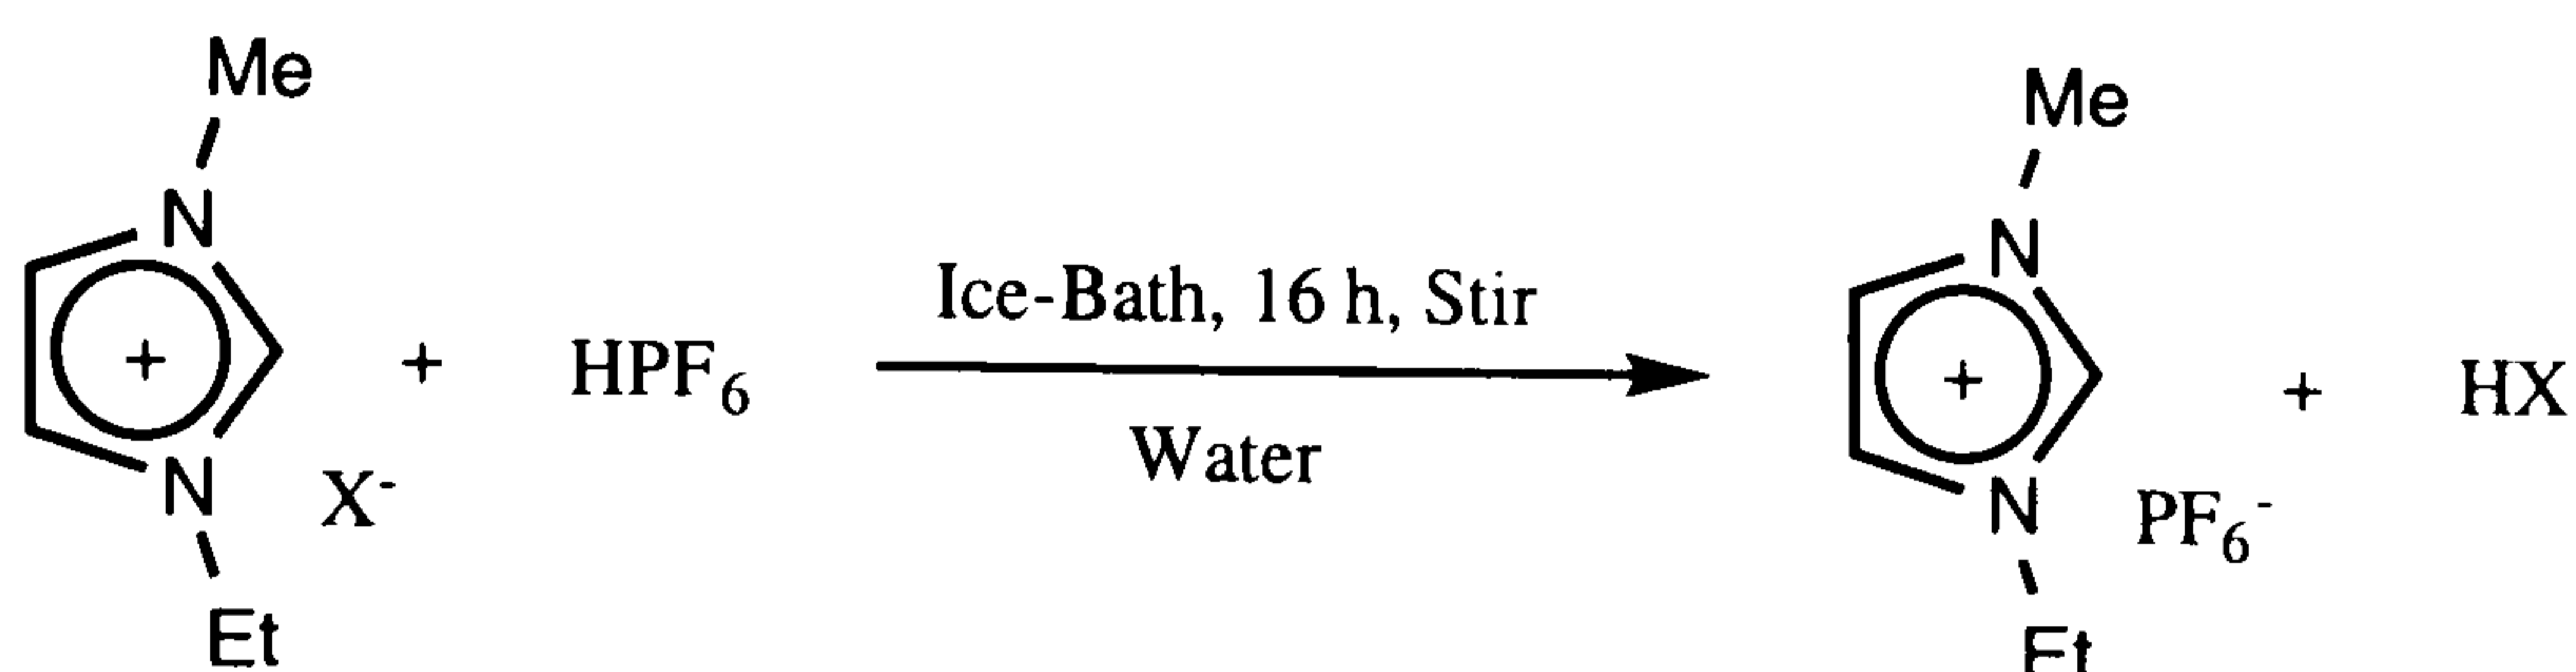 Me
N
+
N
X-
Et
+
HPF6
Ice-Bath, 16 h, Stir
Water
Me
N
+
N
PF6-
Et
+
HX